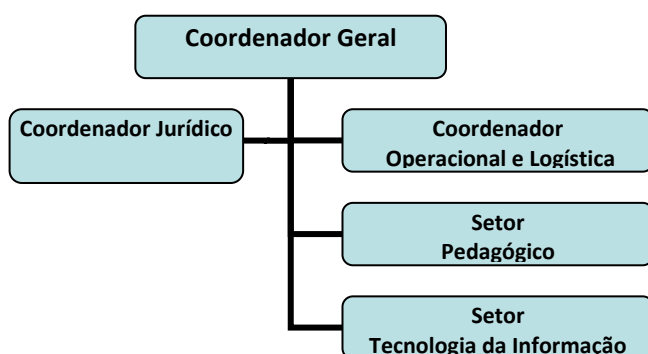 Coordenador Geral
Coordenador Jurídico
Coordenador
Operacional e Logística
Setor
Pedagógico
Setor
Tecnologia da Informação